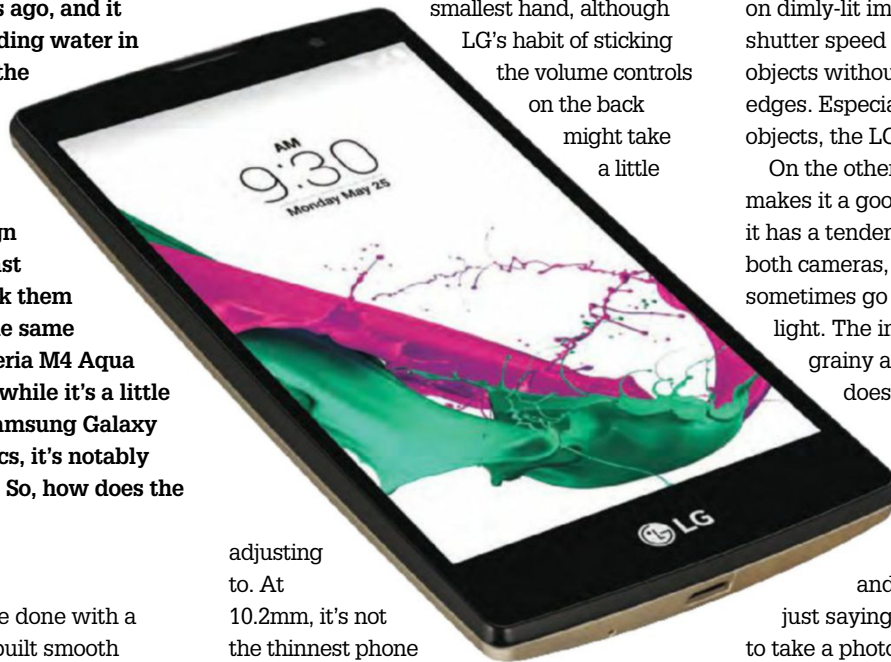 s ago, and it
ding water in
the
gn
ast
k them
e same
eria M4 Aqua
while it's a little
amsung Galaxy
cs, it's notably
So, how does the
e done with a
built smooth
smallest hand, although
LG's habit of sticking
the volume controls
on the back
might take
a little
adjusting
to. At
10.2mm, it's not
the thinnest phone
AM
9:30
Monday May 25
LG
on dimly-lit im
shutter speed
objects withou
edges. Especia
objects, the LG
On the other
makes it a goo
it has a tender
both cameras,
sometimes go
light. The in
grainy a
does
and
just saying
to take a photo